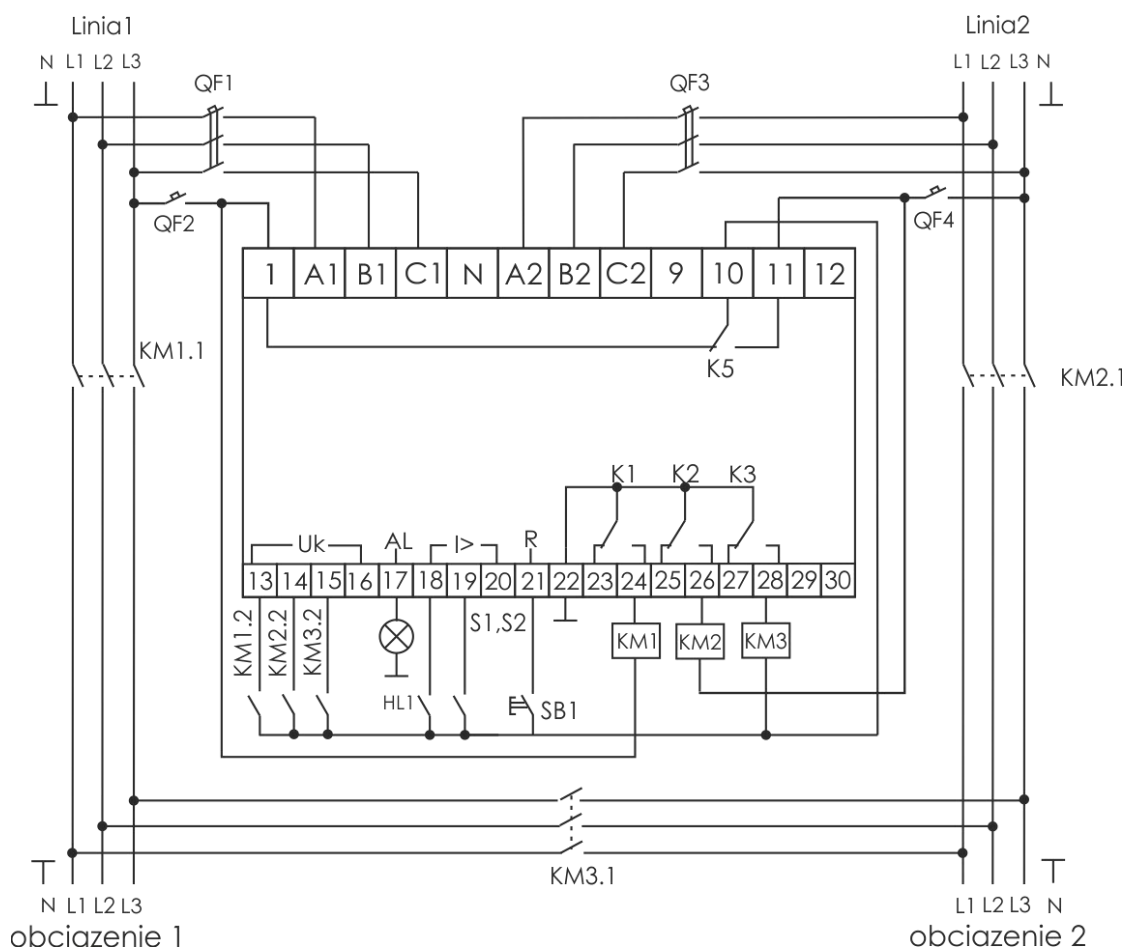 Linia1
Linia2
N L1 L2 L3
L1 L2 L3 N
QF1
QF3
QF2
QF4
1 A1 B1 C1 N A2 B2 C2 9 10 11 12
KM1.1
K5
KM2.1
K1 K2 K3
Uk AL I> R
13 14 15 16 17 18 19 20 21 22 23 24 25 26 27 28 29 30
KM1.2
KM2.2
KM3.2
S1,S2
KM1 KM2 KM3
HL1
SB1
KM3.1
N L1 L2 L3
L1 L2 L3 N
obciazenie 1
obciazenie 2